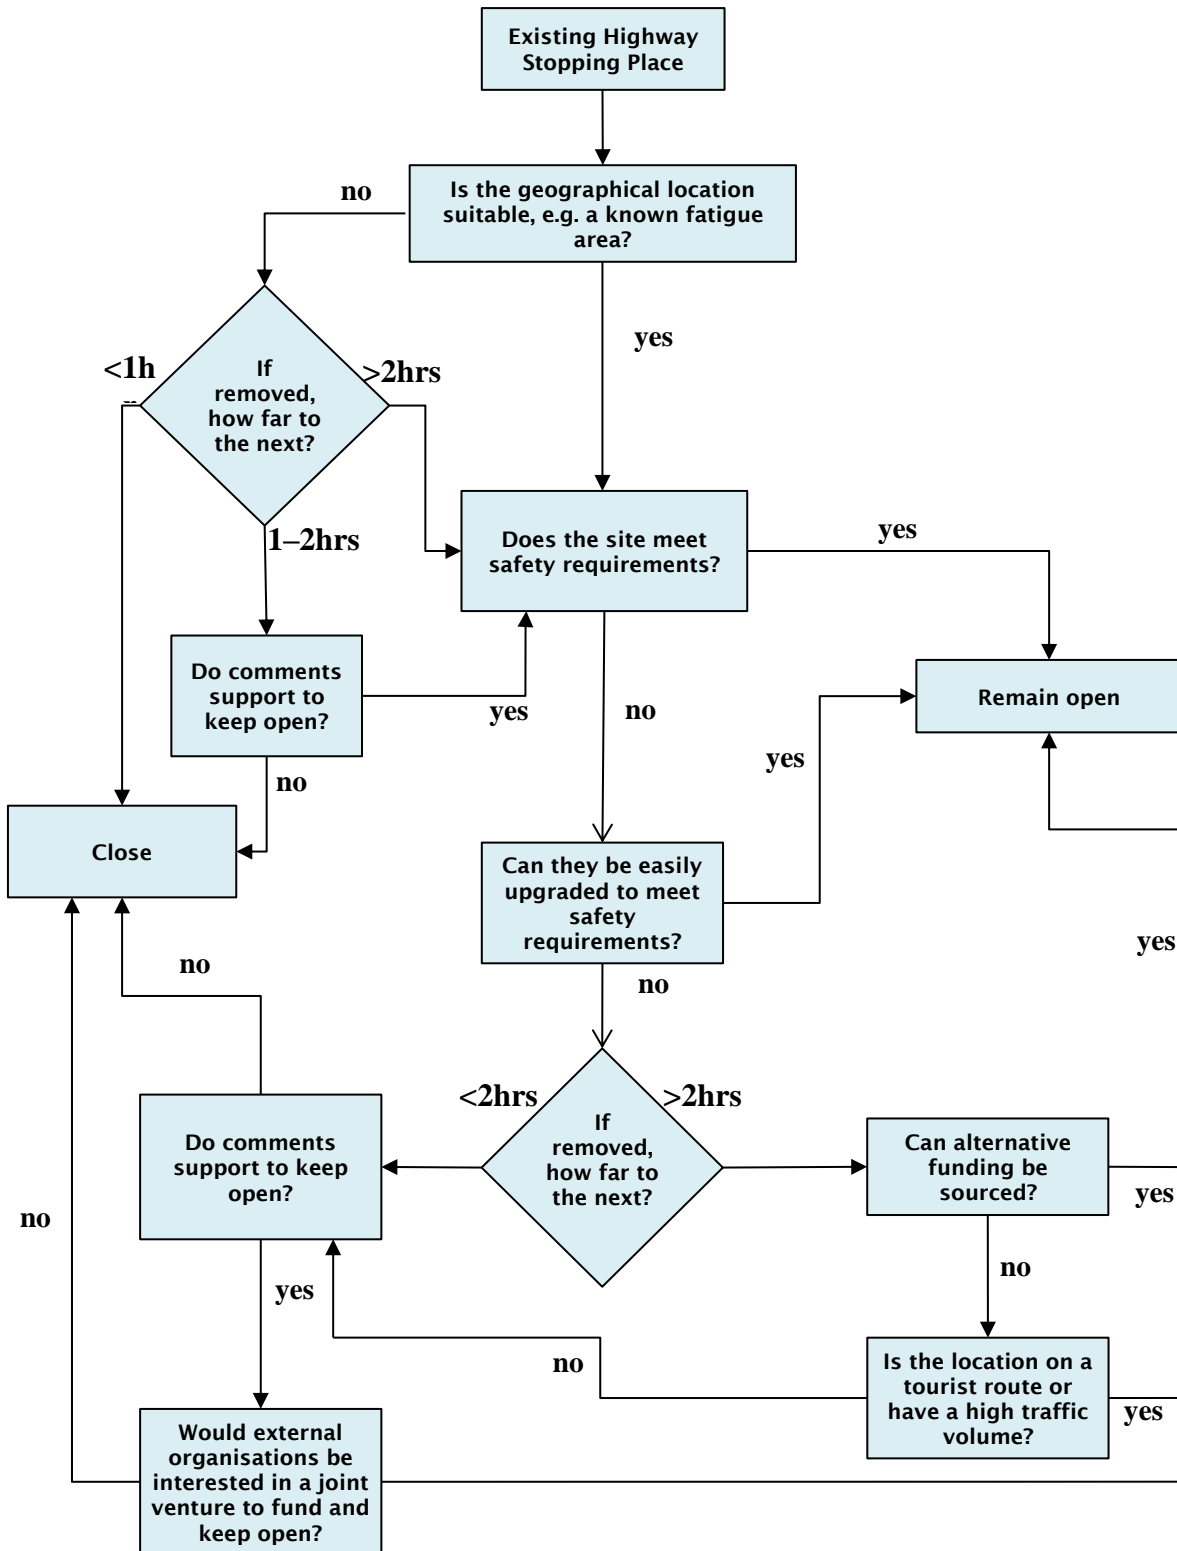 Existing Highway
Stopping Place
Is the geographical location
suitable, e.g. a known fatigue
area?
no
yes
<1h
If
removed,
how far to
the next?
>2hrs
1–2hrs
Does the site meet
safety requirements?
yes
Do comments
support to
keep open?
yes
no
no
Remain open
yes
Close
Can they be easily
upgraded to meet
safety
requirements?
yes
no
no
<2hrs
If
removed,
how far to
the next?
>2hrs
Do comments
support to keep
open?
Can alternative
funding be
sourced?
yes
no
yes
no
no
Is the location on a
tourist route or
have a high traffic
volume?
yes
Would external
organisations be
interested in a joint
venture to fund and
keep open?